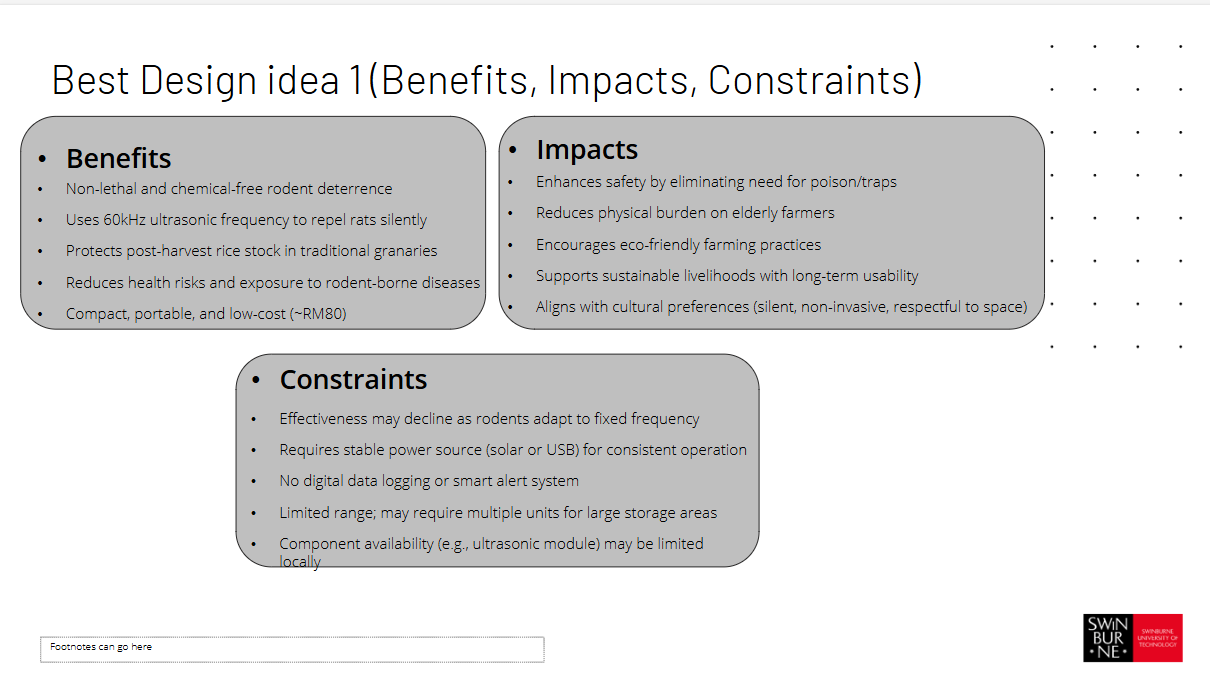 Best Design idea 1 (Benefits, Impacts, Constraints)
• Benefits
• Non-lethal and chemical-free rodent deterrence
• Uses 60kHz ultrasonic frequency to repel rats silently
• Protects post-harvest rice stock in traditional granaries
• Reduces health risks and exposure to rodent-borne diseases
• Compact, portable, and low-cost (~RM80)
• Impacts
• Enhances safety by eliminating need for poison/traps
• Reduces physical burden on elderly farmers
• Encourages eco-friendly farming practices
• Supports sustainable livelihoods with long-term usability
• Aligns with cultural preferences (silent, non-invasive, respectful to space)
• Constraints
• Effectiveness may decline as rodents adapt to fixed frequency
• Requires stable power source (solar or USB) for consistent operation
• No digital data logging or smart alert system
• Limited range; may require multiple units for large storage areas
• Component availability (e.g., ultrasonic module) may be limited
locally
Footnotes can go here
SWIN
BUR
• NE •
SWINBURNE
UNIVERSITY OF
TECHNOLOGY